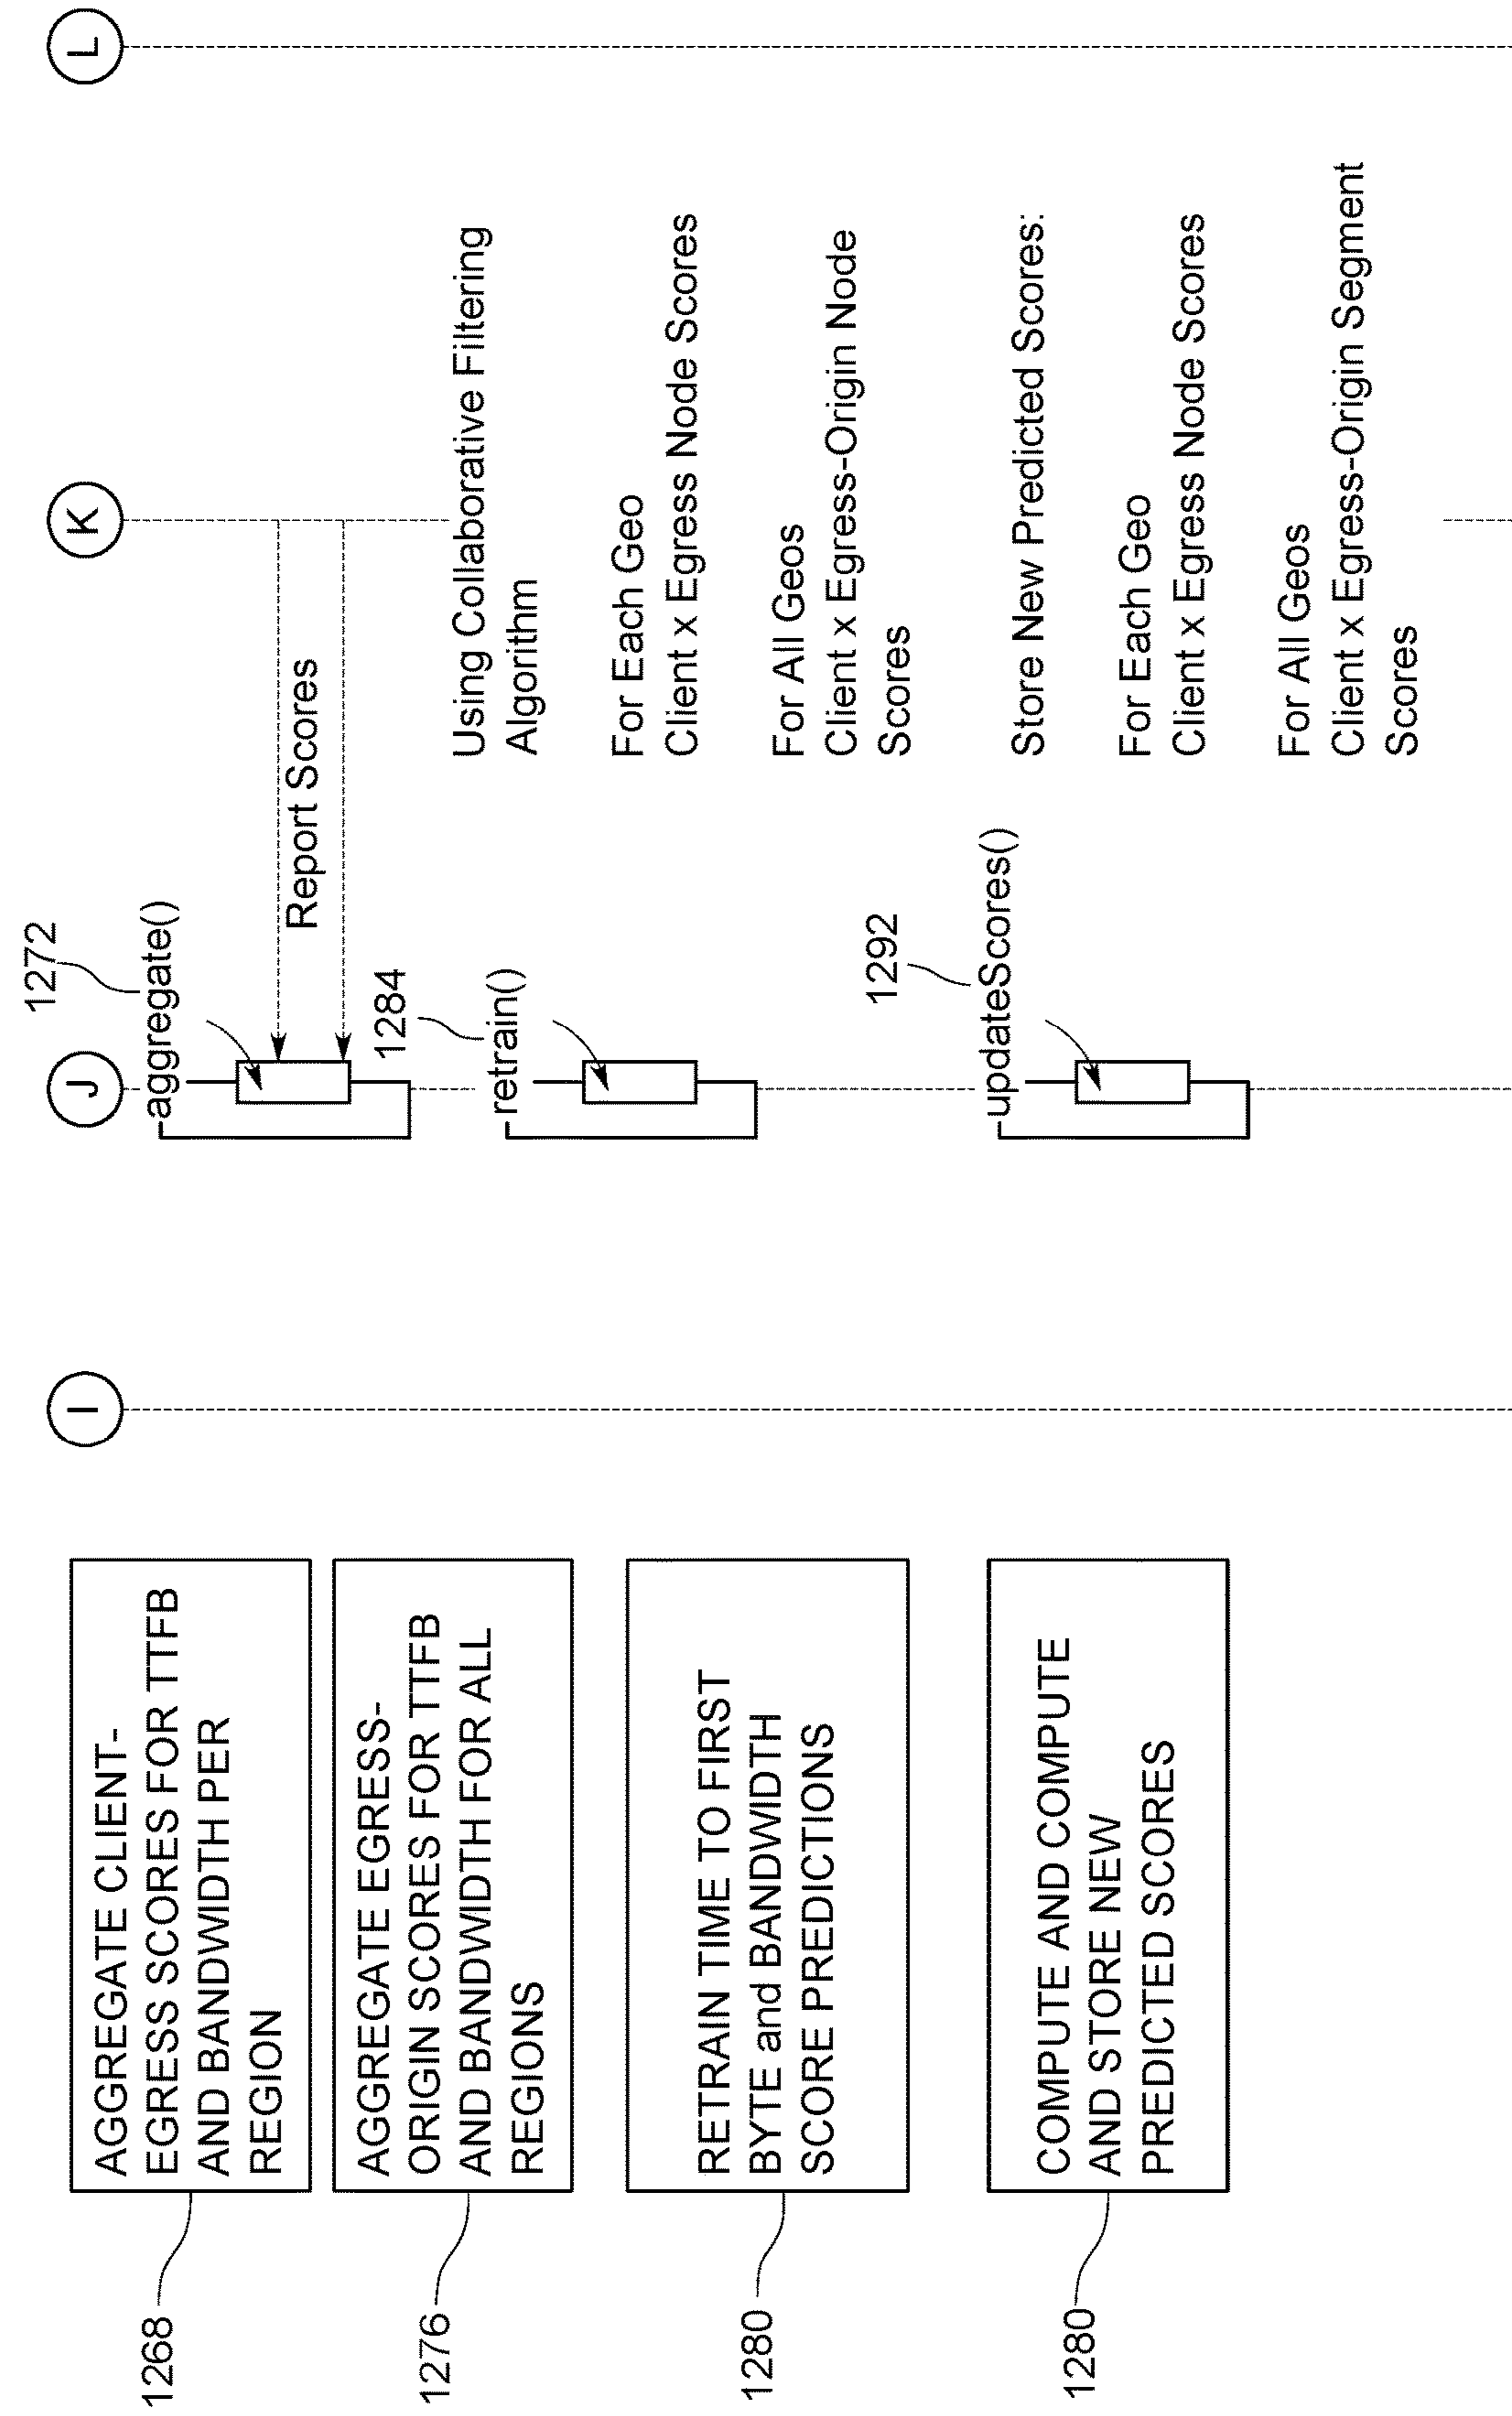 I
J
K
L
1268
AGGREGATE CLIENT-
EGRESS SCORES FOR TTFB
AND BANDWIDTH PER
REGION
1272
aggregate()
Report Scores
1276
AGGREGATE EGRESS-
ORIGIN SCORES FOR TTFB
AND BANDWIDTH FOR ALL
REGIONS
1284
retrain()
Using Collaborative Filtering
Algorithm
For Each Geo
Client x Egress Node Scores
For All Geos
Client x Egress-Origin Node
Scores
1280
RETRAIN TIME TO FIRST
BYTE and BANDWIDTH
SCORE PREDICTIONS
1292
updateScores()
Store New Predicted Scores:
For Each Geo
Client x Egress Node Scores
For All Geos
Client x Egress-Origin Segment
Scores
1280
COMPUTE AND COMPUTE
AND STORE NEW
PREDICTED SCORES